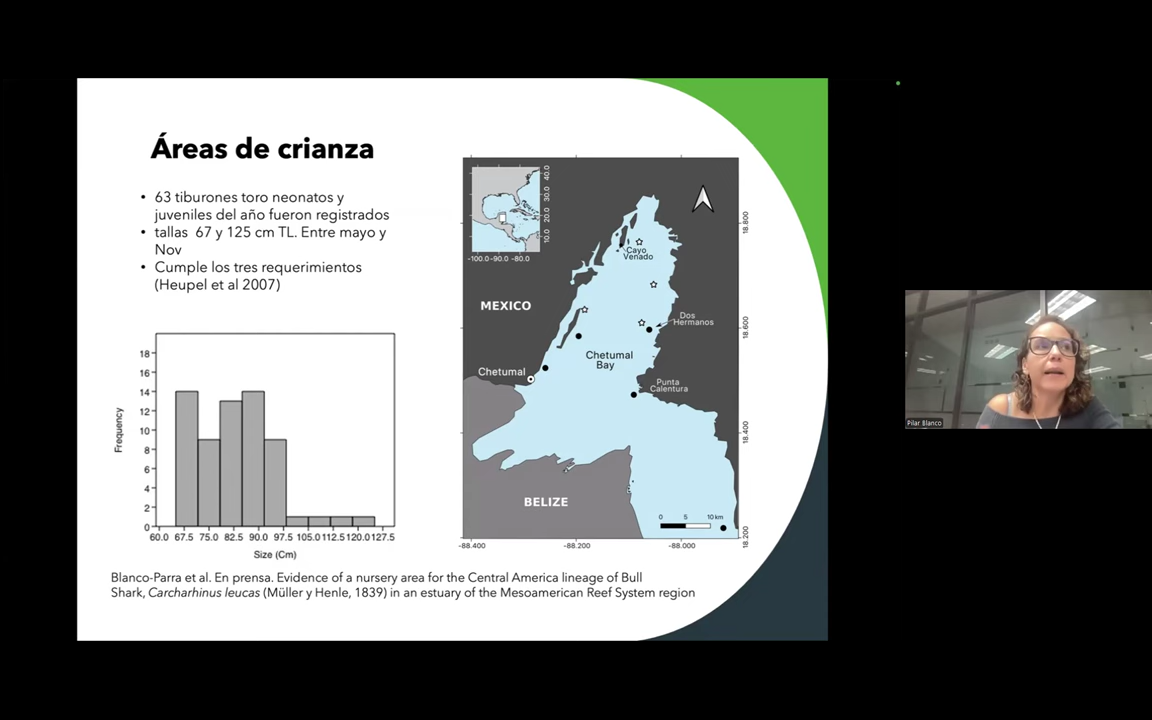 Áreas de crianza
• 63 tiburones toro neonatos y
juveniles del año fueron registrados
• tallas 67 y 125 cm TL. Entre mayo y
Nov
• Cumple los tres requerimientos
(Heupel et al 2007)
Frequency
18
16
14
12
10
8
6
4
2
0
60.0 67.5 75.0 82.5 90.0 97.5 105.0 112.5 120.0 127.5
Size (Cm)
40.0
30.0
20.0
10.0
-100.0 -90.0 -80.0
Cayo
Venado
MEXICO
Dos
Hermanos
Chetumal
Bay
Chetumal
Punta
Calentura
BELIZE
0 5 10 km
18.800
18.600
18.400
18.200
-88.400 -88.200 -88.000
Blanco-Parra et al. En prensa. Evidence of a nursery area for the Central America lineage of Bull
Shark, Carcharhinus leucas (Müller y Henle, 1839) in an estuary of the Mesoamerican Reef System region
Pilar Blanco